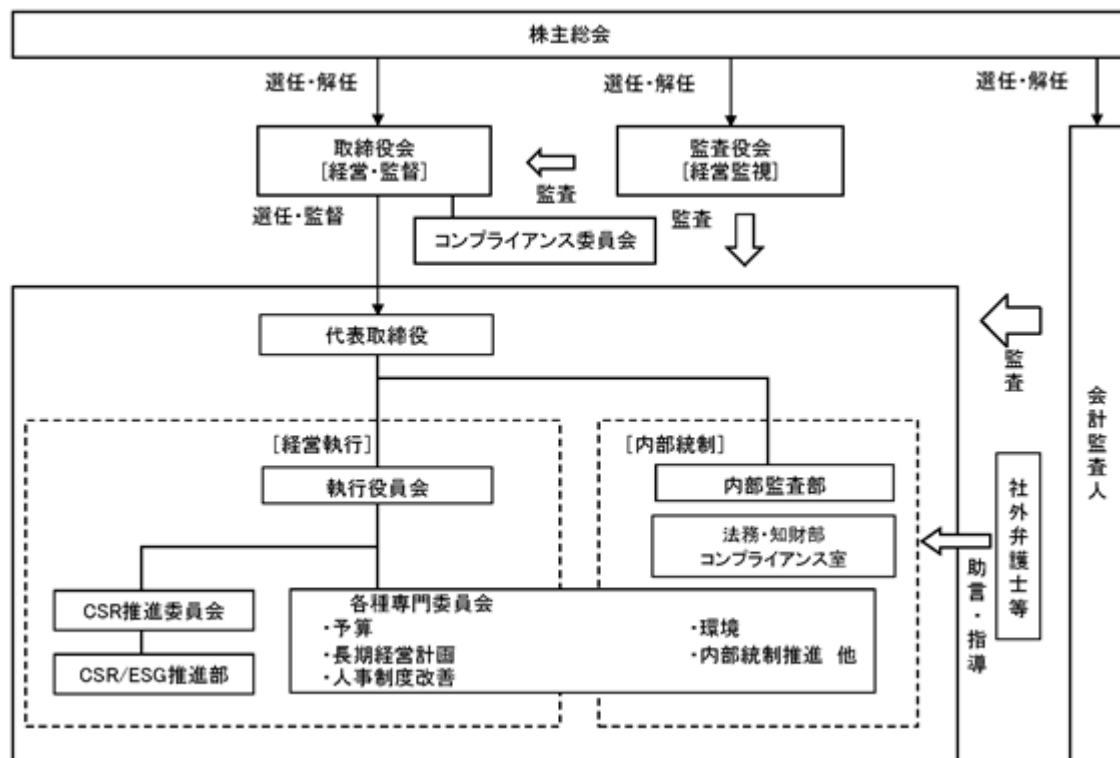 株主総会
選任・解任
選任・解任
選任・解任
取締役会
[経営・監督]
監査役会
[経営監視]
監査
選任・監督
コンプライアンス委員会
監査
代表取締役
監査
会計監査人
[経営執行]
[内部統制]
執行役員会
内部監査部
法務・知財部
コンプライアンス室
社外弁護士等
助言・指導
CSR推進委員会
CSR/ESG推進部
各種専門委員会
・予算
・環境
・長期経営計画
・内部統制推進 他
・人事制度改善